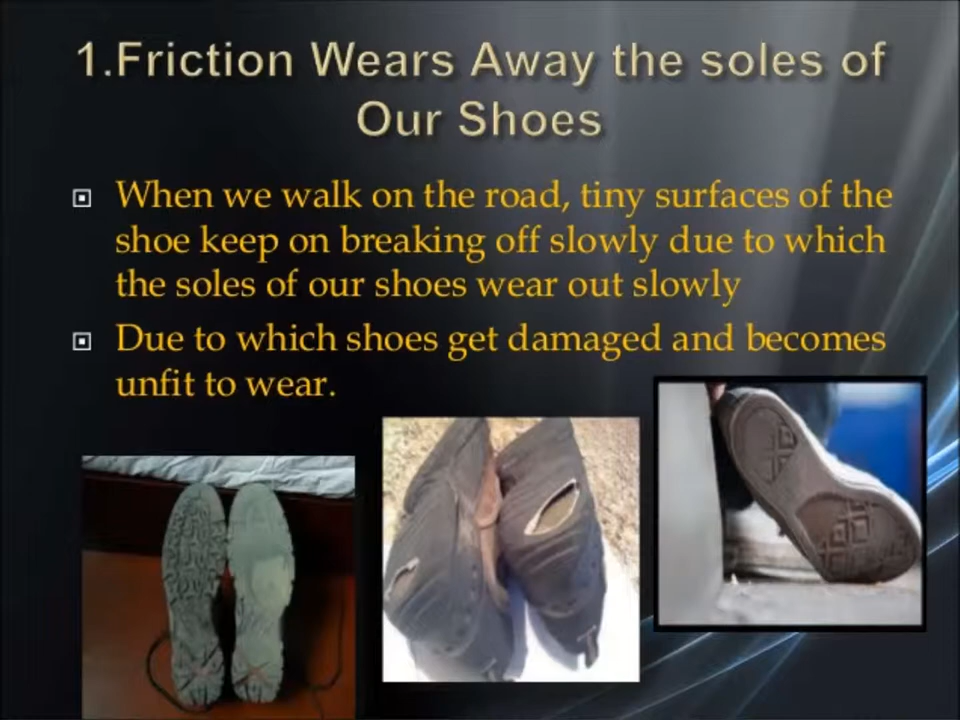 1.Friction Wears Away the soles of
Our Shoes
When we walk on the road, tiny surfaces of the
shoe keep on breaking off slowly due to which
the soles of our shoes wear out slowly
Due to which shoes get damaged and becomes
unfit to wear.